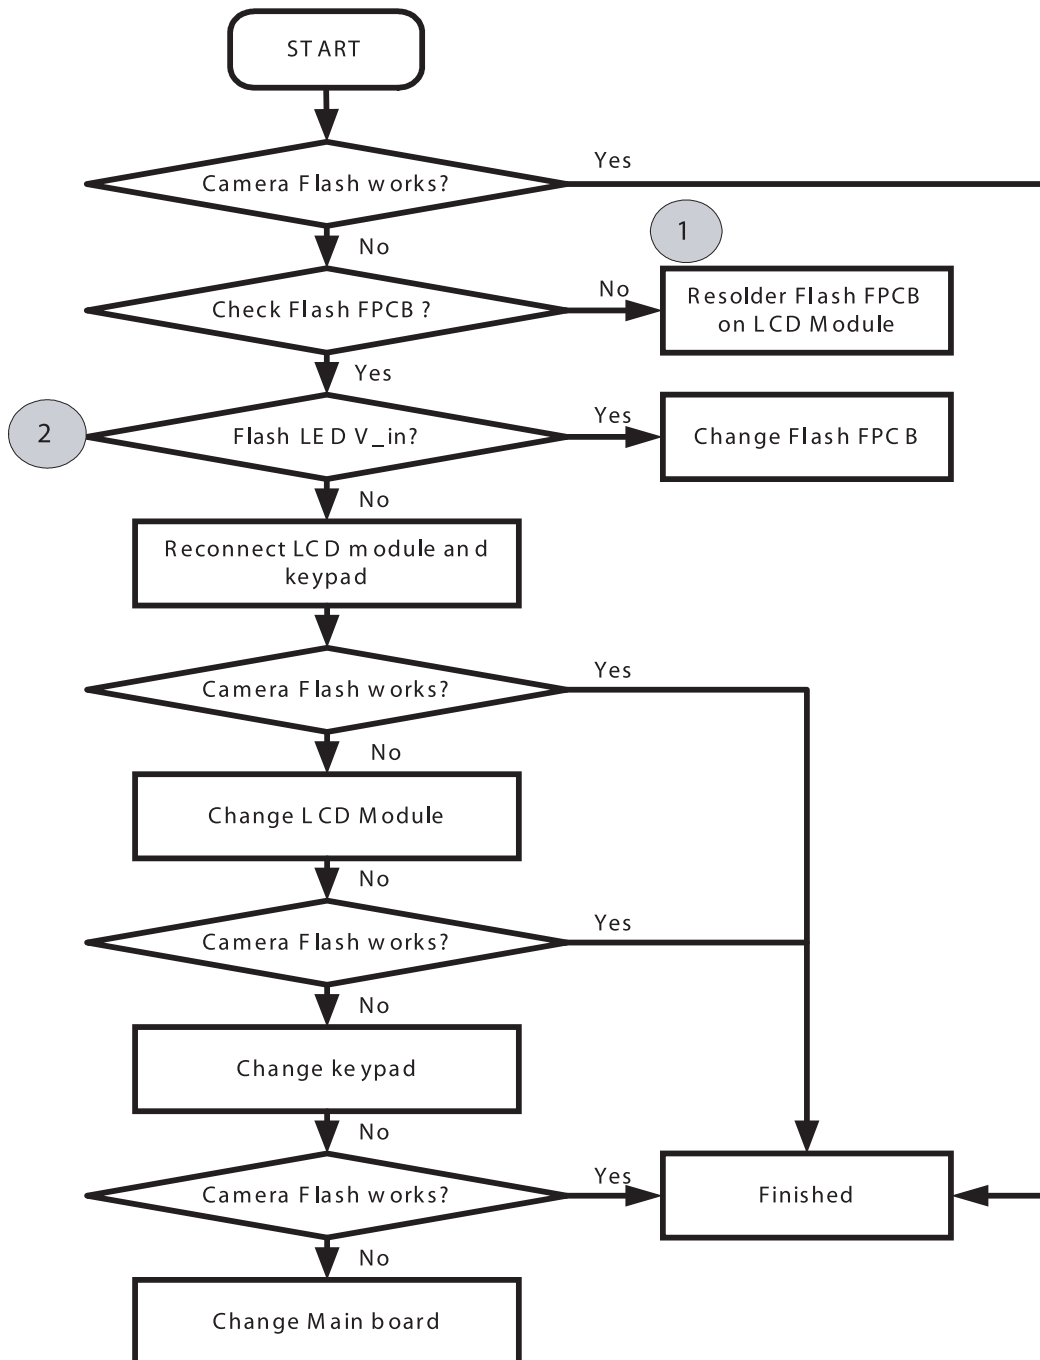 START
Camera Flash works?
Yes
No
1
Check Flash FPCB ?
No
Resolder Flash FPCB
on LCD Module
Yes
2
Flash LED V_in?
Yes
Change Flash FPCB
No
Reconnect LCD module and
keypad
Camera Flash works?
Yes
No
Change LCD Module
No
Camera Flash works?
Yes
No
Change keypad
No
Camera Flash works?
Yes
Finished
No
Change Main board